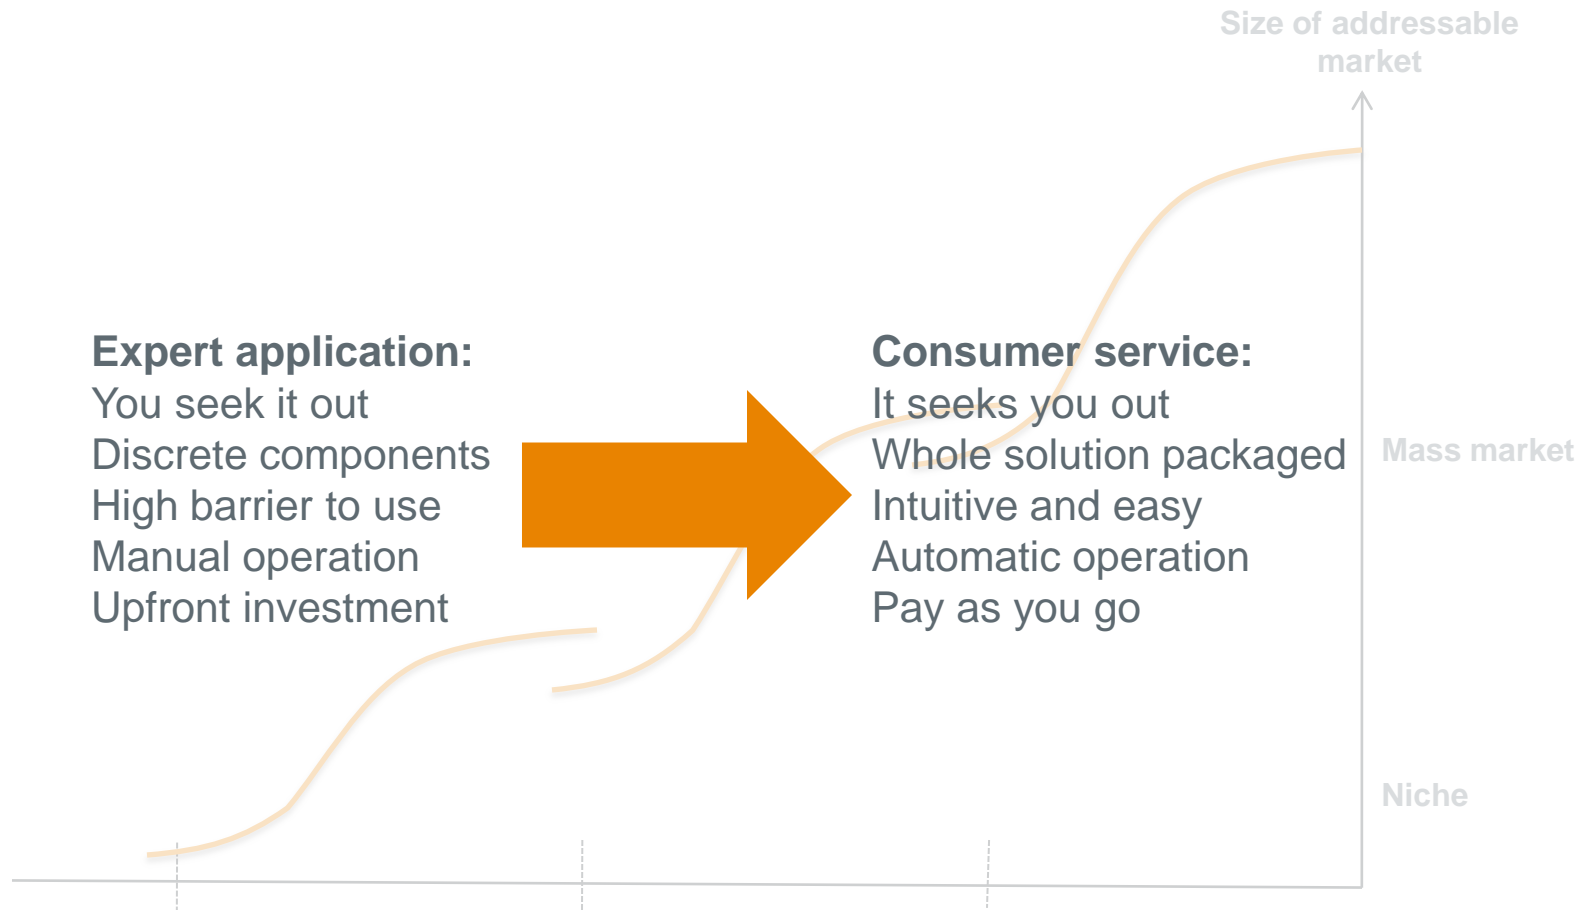 Size of addressable
market
Expert application:
You seek it out
Discrete components
High barrier to use
Manual operation
Upfront investment
Consumer service:
It seeks you out
Whole solution packaged
Intuitive and easy
Automatic operation
Pay as you go
Mass market
Niche